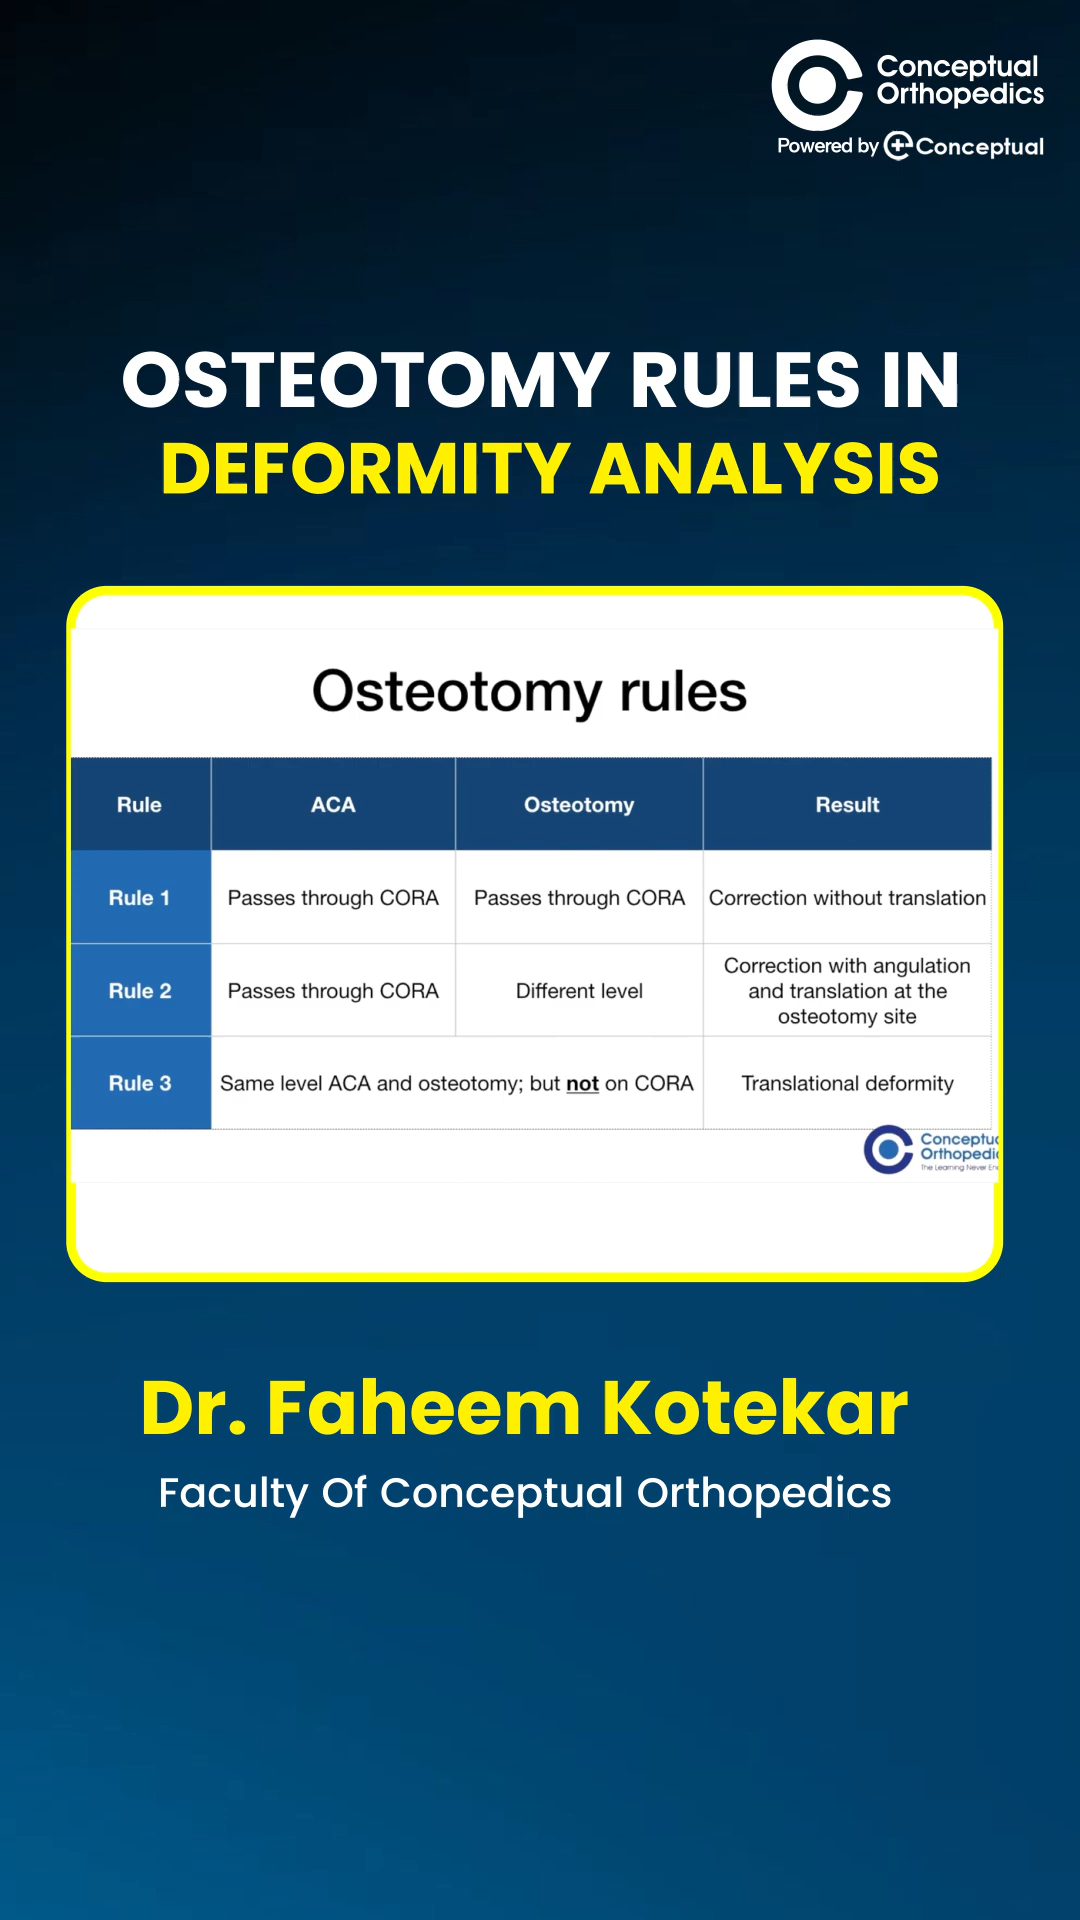 Conceptual
Orthopedics
Powered by Conceptual
OSTEOTOMY RULES IN
DEFORMITY ANALYSIS
Osteotomy rules
Rule ACA Osteotomy Result
Rule 1 Passes through CORA Passes through CORA Correction without translation
Rule 2 Passes through CORA Different level Correction with angulation
and translation at the
osteotomy site
Rule 3 Same level ACA and osteotomy; but not on CORA Translational deformity
The Learning Never
Dr. Faheem Kotekar
Faculty Of Conceptual Orthopedics